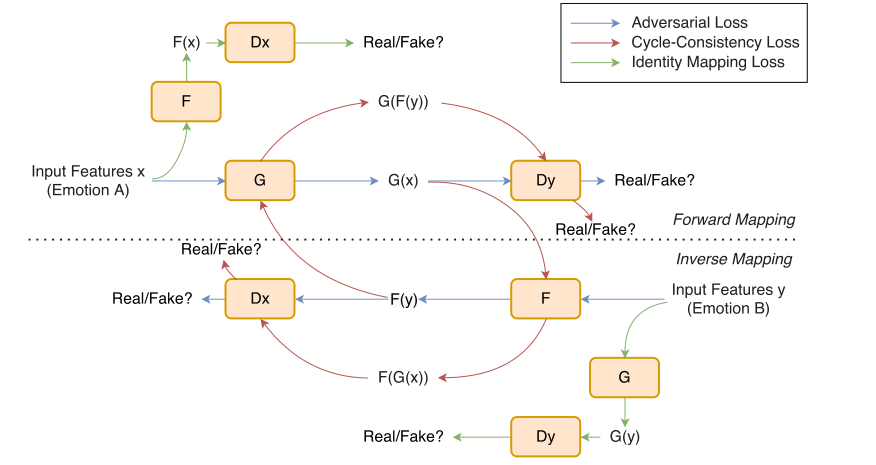 F(x)
Dx
Real/Fake?
Adversarial Loss
Cycle-Consistency Loss
Identity Mapping Loss
F
G(F(y))
Input Features x
(Emotion A)
G
G(x)
Dy
Real/Fake?
Real/Fake?
Forward Mapping
Real/Fake?
Inverse Mapping
Real/Fake?
Dx
F(y)
F
Input Features y
(Emotion B)
F(G(x))
G
Real/Fake?
Dy
G(y)